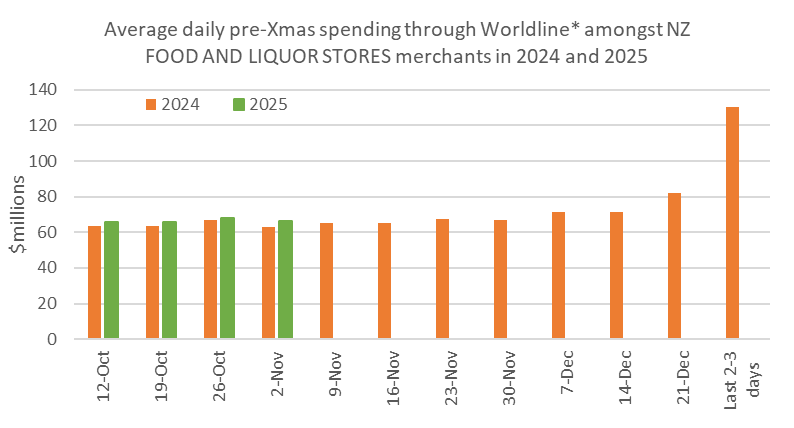 Average daily pre-Xmas spending through Worldline* amongst NZ
FOOD AND LIQUOR STORES merchants in 2024 and 2025
2024
2025
$millions
140
120
100
80
60
40
20
0
12-Oct
19-Oct
26-Oct
2-Nov
9-Nov
16-Nov
23-Nov
30-Nov
7-Dec
14-Dec
21-Dec
Last 2-3
days